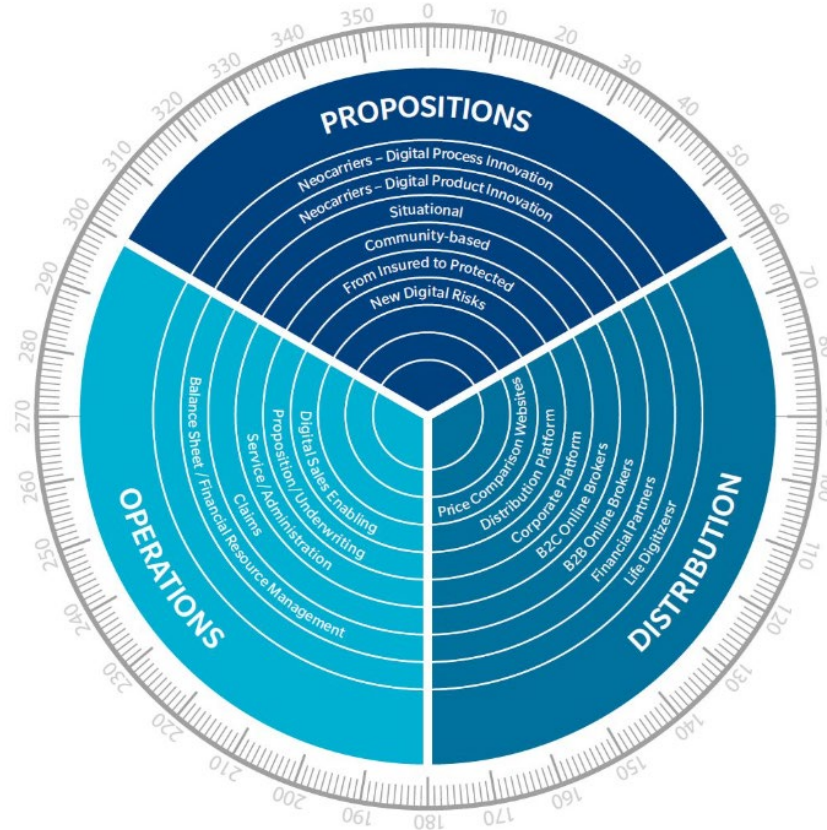 0
10
20
30
40
50
60
70
80
100
110
120
130
140
150
160
170
180
190
200
210
220
230
240
250
260
270
280
290
300
310
320
330
340
350
PROPOSITIONS
Neocarriers – Digital Process Innovation
Neocarriers – Digital Product Innovation
Situational
Community-based
From Insured to Protected
New Digital Risks
DISTRIBUTION
Price Comparison Websites
Distribution Platform
Corporate Platform
B2C Online Brokers
B2B Online Brokers
Financial Partners
Life Digitizersr
OPERATIONS
Digital Sales Enabling
Proposition/Underwriting
Service/Administration
Claims
Balance Sheet / Financial Resource Management